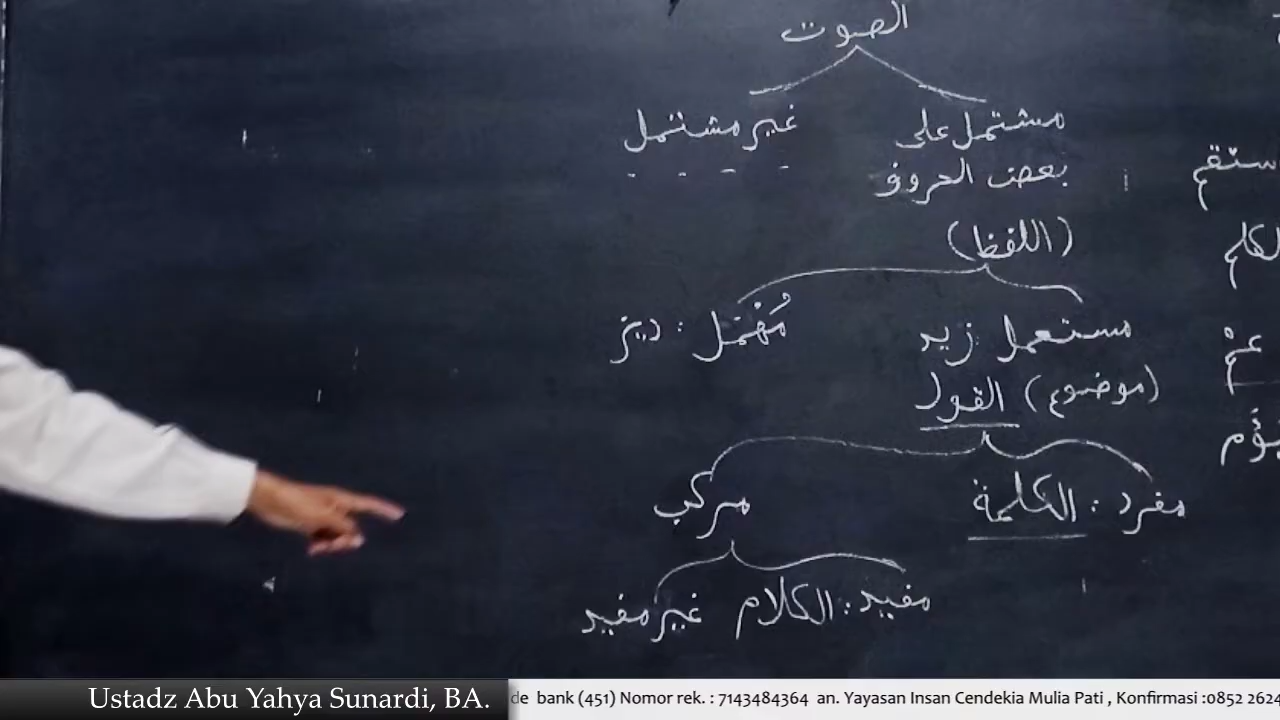 الصوت
مشتمل على غير مشتمل
بعض الحروف
(اللفظ)
مستعمل زيد مُهْمَل : ديز
(موضوع) القول
مفرد : الكلمة مركب
مفيد : الكلام غير مفيد
Ustadz Abu Yahya Sunardi, BA.
de bank (451) Nomor rek. : 7143484364 an. Yayasan Insan Cendekia Mulia Pati , Konfirmasi :0852 2624